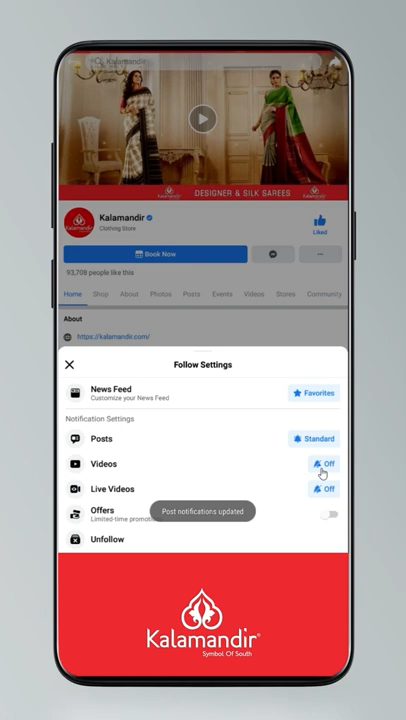 Kalamandir
DESIGNER & SILK SAREES
Kalamandir
Clothing Store
Liked
Book Now
93,708 people like this
Home Shop About Photos Posts Events Videos Stores Community
About
https://kalamandir.com/
Follow Settings
News Feed
Customize your News Feed
Favorites
Notification Settings
Posts
Standard
Videos
Off
Live Videos
Off
Offers
Limited-time promotio
Post notifications updated
Unfollow
Kalamandir®
Symbol Of South